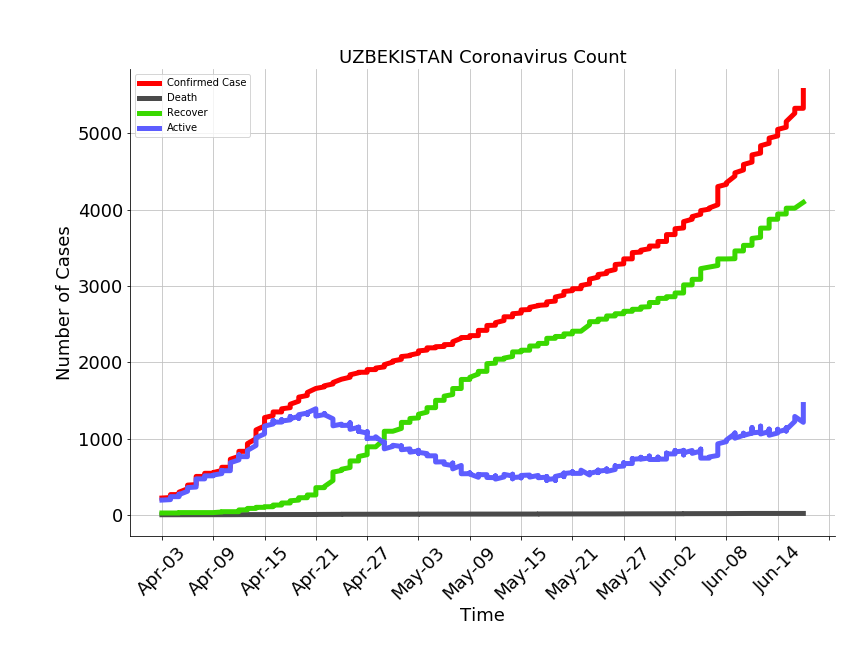 UZBEKISTAN Coronavirus Count
Confirmed Case
Death
Recover
Active
5000
4000
3000
2000
1000
0
Number of Cases
Apr-03
Apr-09
Apr-15
Apr-21
Apr-27
May-03
May-09
May-15
May-21
May-27
Jun-02
Jun-08
Jun-14
Time